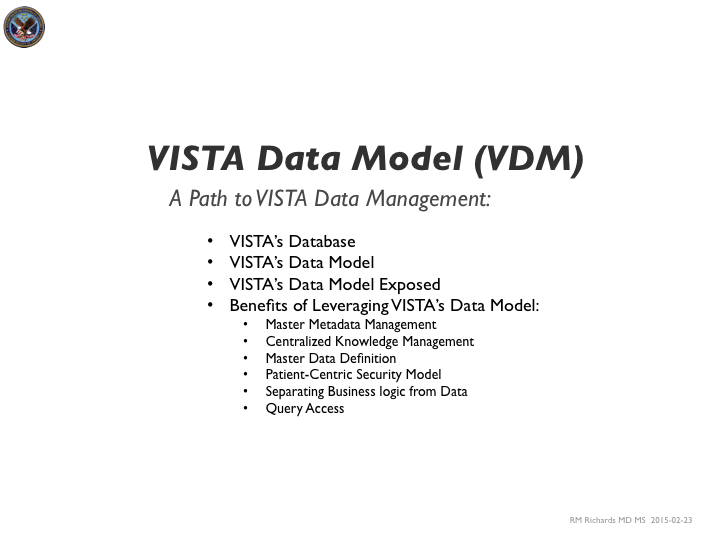 VISTA Data Model (VDM)
A Path to VISTA Data Management:
• VISTA's Database
• VISTA's Data Model
• VISTA's Data Model Exposed
• Benefits of Leveraging VISTA's Data Model:
• Master Metadata Management
• Centralized Knowledge Management
• Master Data Definition
• Patient-Centric Security Model
• Separating Business logic from Data
• Query Access
RM Richards MD MS 2015-02-23